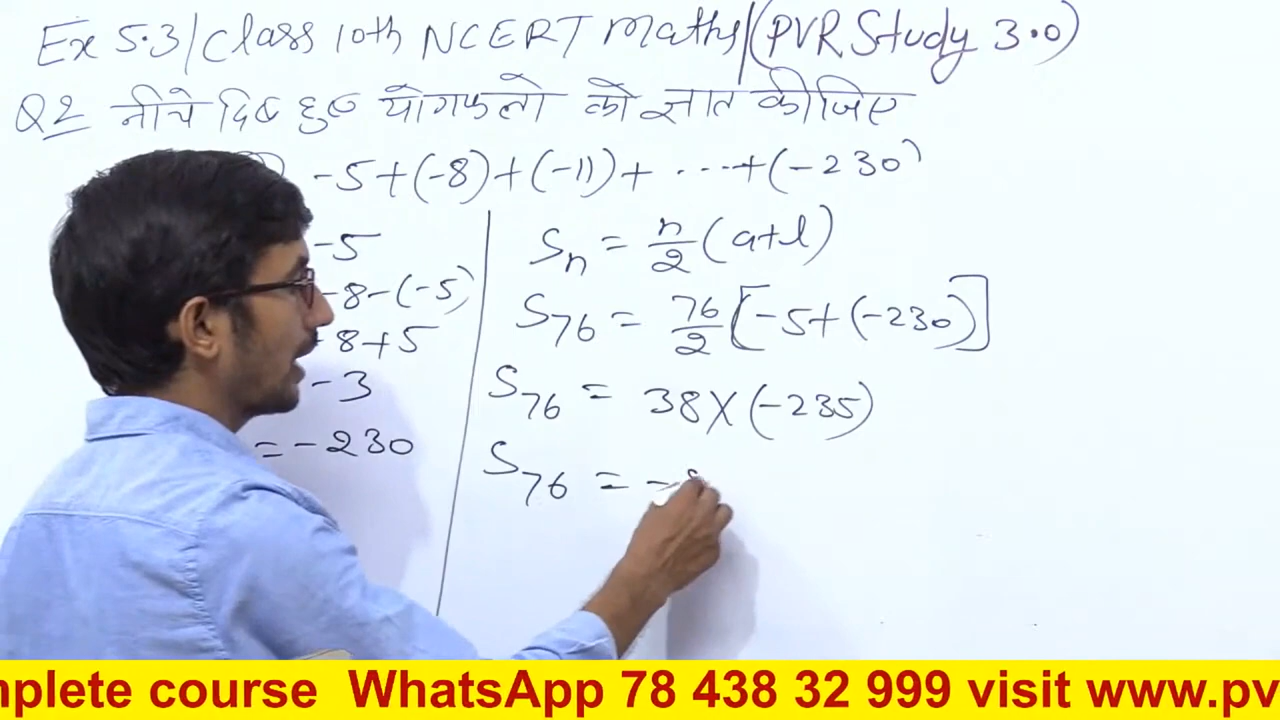 Ex 5.3/Class 10th NCERT Maths/(PVR Study 3.0)
Q2 नीचे दिए हुए योगफलो को ज्ञात कीजिए
-5+(-8)+(-11)+ ....+(-230)
-5
-8-(-5)
-8+5
-3
=-230
Sn = n/2 (a+l)
S76 = 76/2 [-5+(-230)]
S76 = 38X(-235)
S76 = -
mplete course WhatsApp 78 438 32 999 visit www.pv